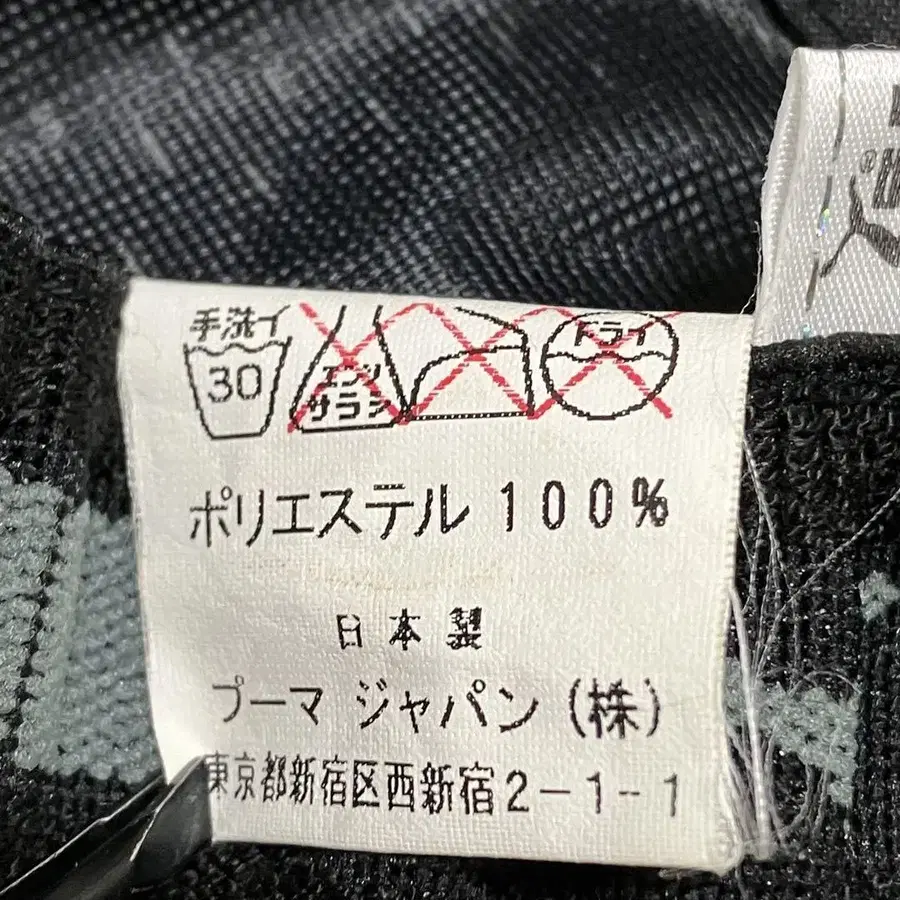 手洗イ
30
エンソ
サラシ
ドライ
ポリエステル 100%
日本製
プーマ ジャパン (株)
東京都新宿区西新宿2-1-1